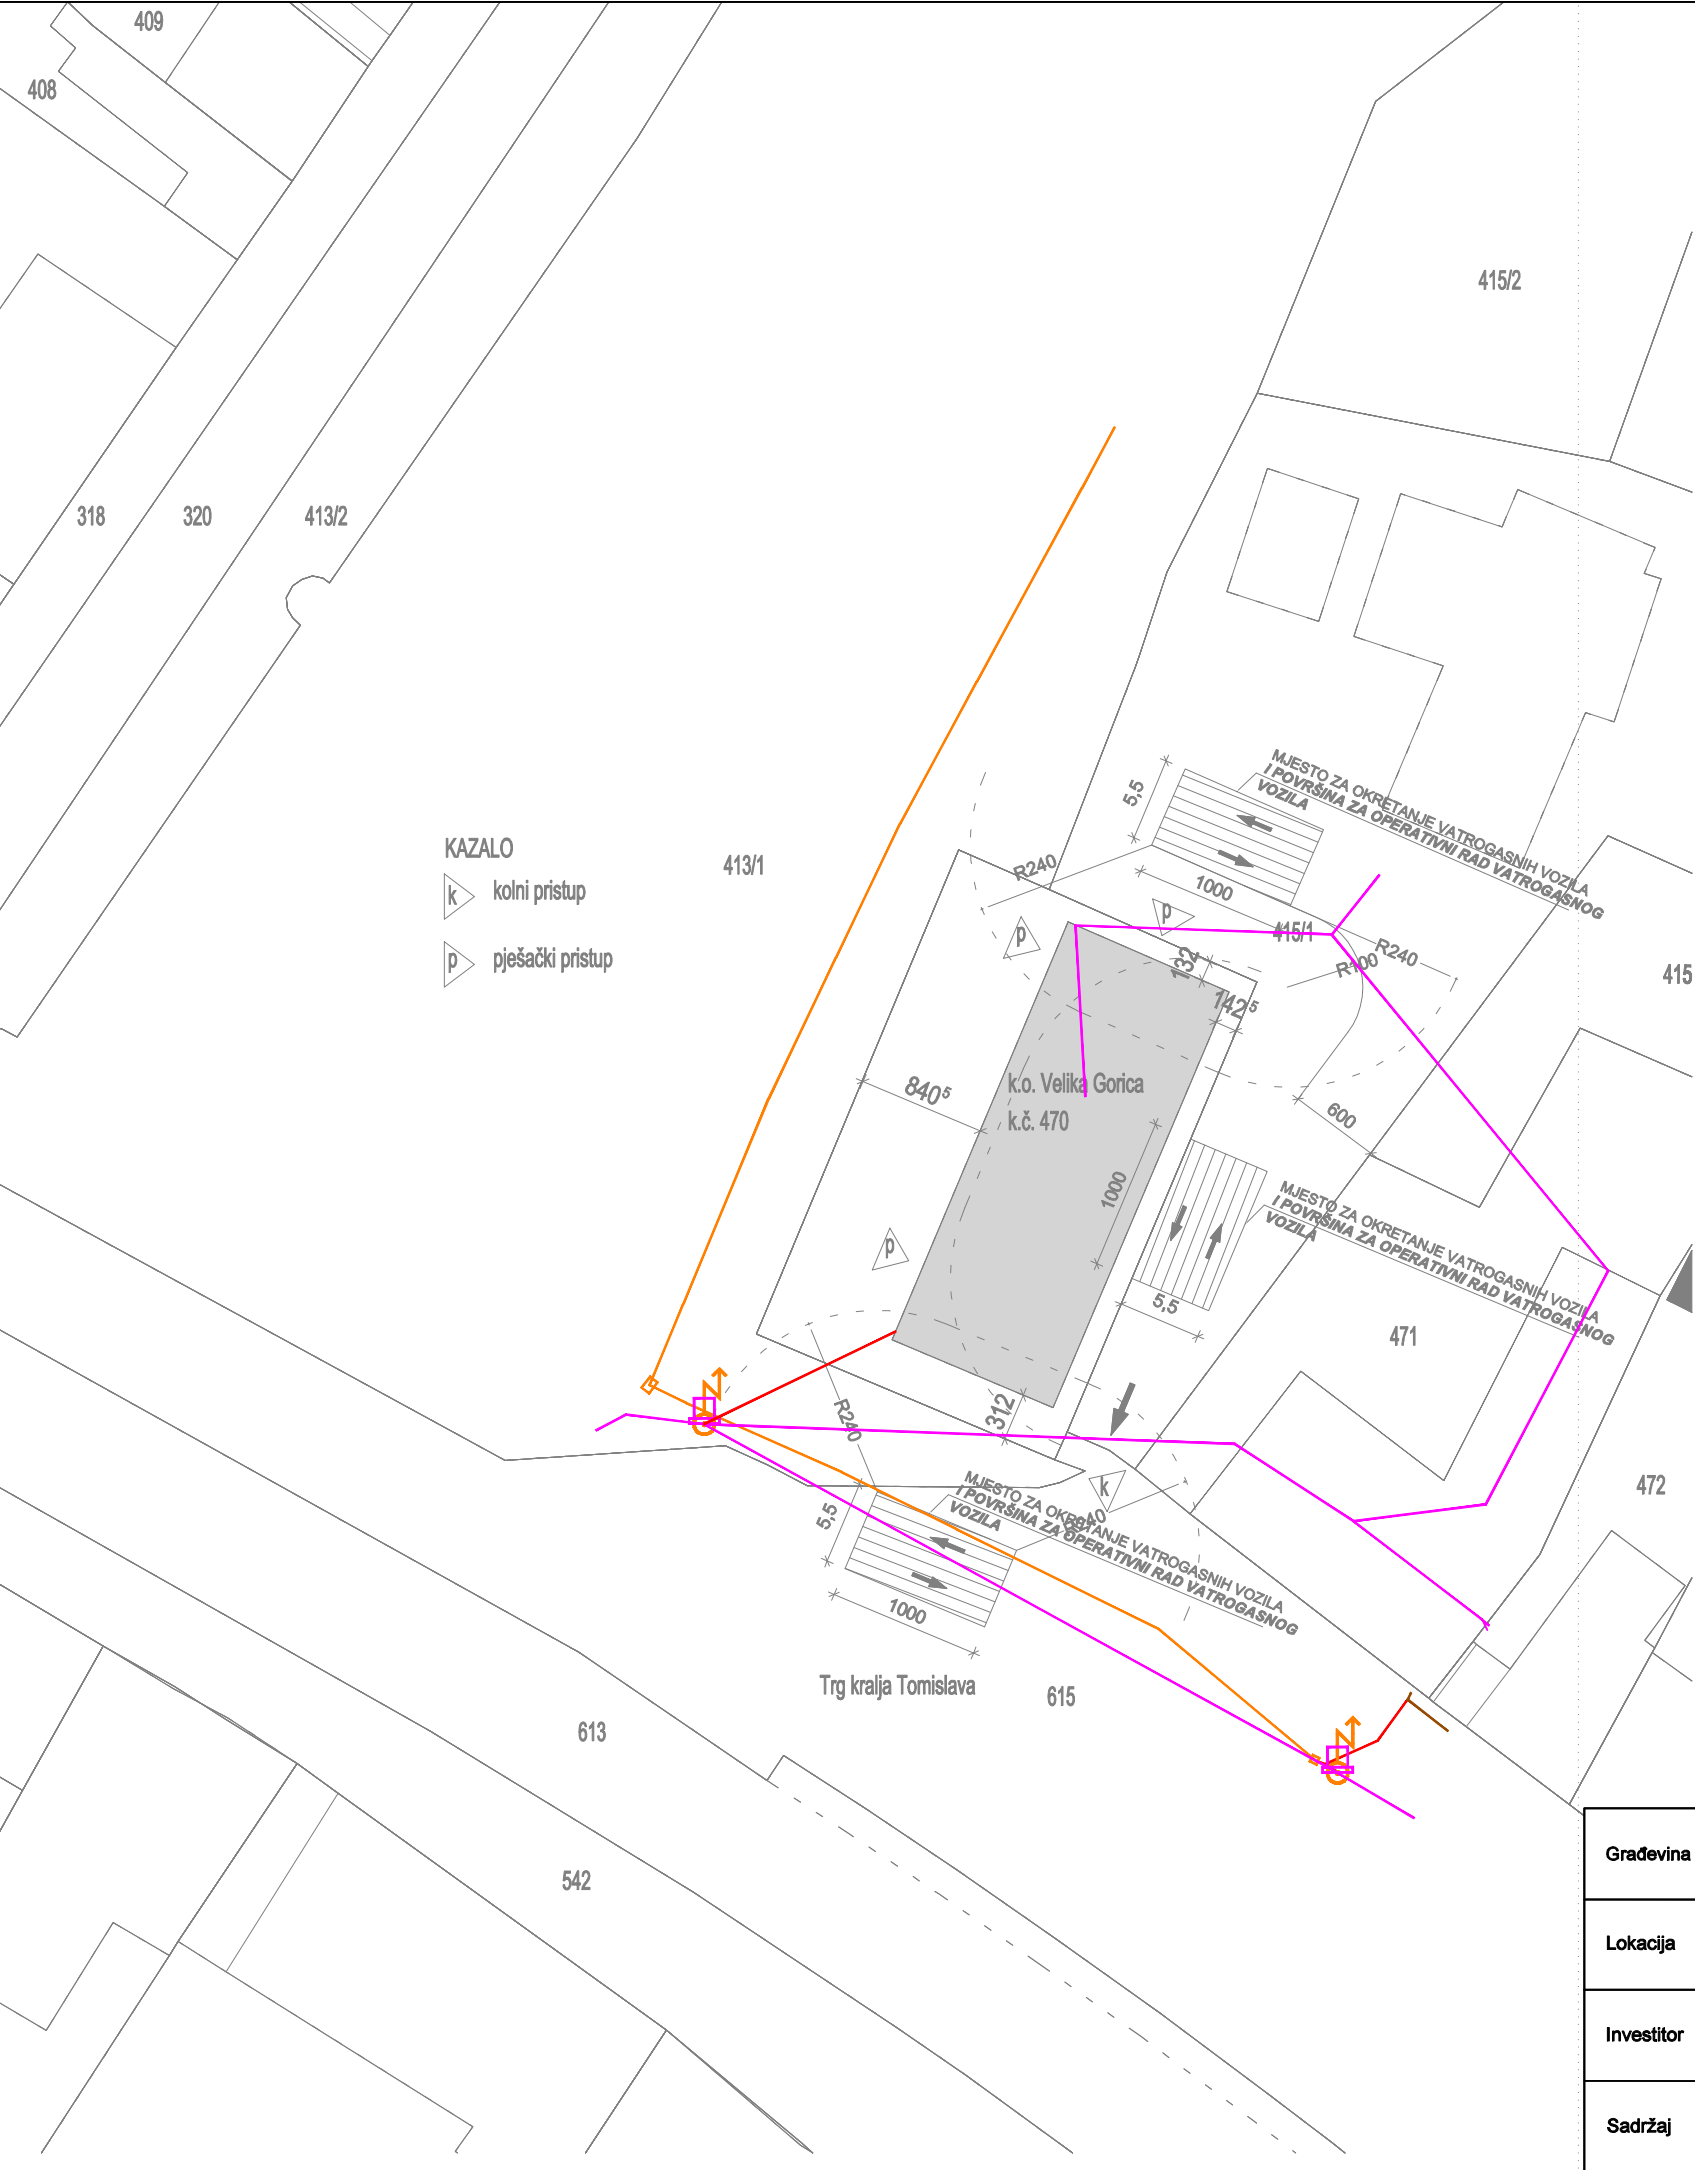 409
408
415/2
318
320
413/2
MJESTO ZA OKRETANJE VATROGASNIH VOZILA
I POVRŠINA ZA OPERATIVNI RAD VATROGASNOG
VOZILA
5,5
KAZALO
k kolni pristup
p pješački pristup
413/1
R240
1000
p
p
415/1
R240
R100
415
132
142⁵
840⁵
k.o. Velika Gorica
k.č. 470
600
1000
MJESTO ZA OKRETANJE VATROGASNIH VOZILA
I POVRŠINA ZA OPERATIVNI RAD VATROGASNOG
VOZILA
p
5,5
471
R240
312
k
472
MJESTO ZA OKRETANJE VATROGASNIH VOZILA
I POVRŠINA ZA OPERATIVNI RAD VATROGASNOG
VOZILA
5,5
1000
Trg kralja Tomislava
615
613
542
Građevina
Lokacija
Investitor
Sadržaj